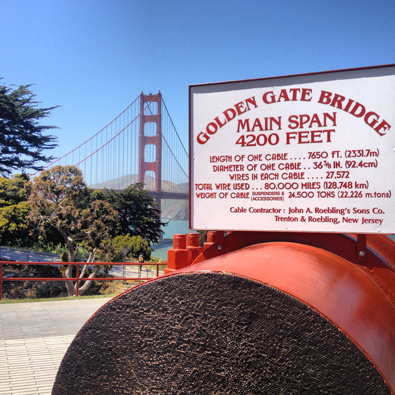 GOLDEN GATE BRIDGE
MAIN SPAN
4200 FEET
LENGTH OF ONE CABLE .... 7650 FT. (2331.7m)
DIAMETER OF ONE CABLE ... 36 3/8 IN. (92.4cm)
WIRES IN EACH CABLE .... 27,572
TOTAL WIRE USED ... 80,000 MILES (128,748 km)
WEIGHT OF CABLE SUSPENDERS & (ACCESSORIES) 24,500 TONS (22,226 m.tons)
Cable Contractor : John A. Roebling's Sons Co.
Trenton & Roebling, New Jersey